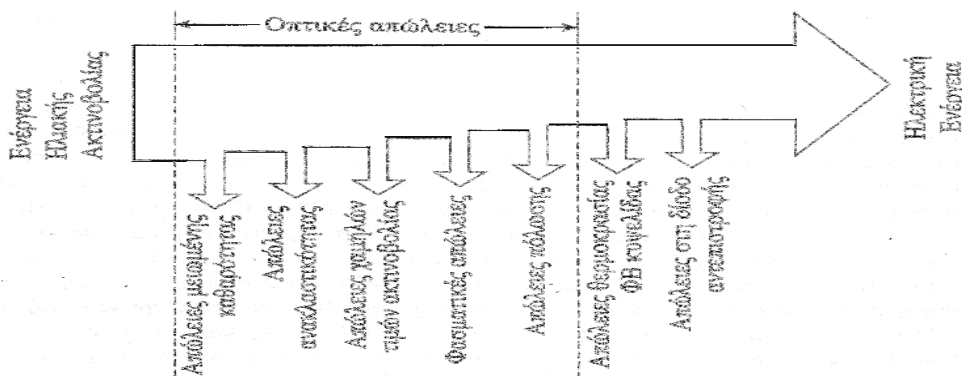 Οπτικές απώλειες
Ενέργεια
Ηλιακής
Ακτινοβολίας
Απώλειες μειωμένης
καθαρότητας
Απώλειες
ανακλαστικότητας
Απώλειες χαμηλών
τιμών ακτινοβολίας
Φασματικές απώλειες
Απώλειες πόλωσης
Απώλειες θερμοκρασίας
ΦΒ κυψελίδας
Απώλειες στη δίοδο
αντεπιστροφής
Ηλεκτρική
Ενέργεια